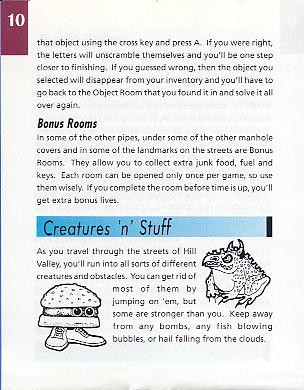 10
that object using the cross key and press A. If you were right,
the letters will unscramble themselves and you'll be one step
closer to finishing. If you guessed wrong, then the object you
selected will disappear from your inventory and you'll have to
go back to the Object Room that you found it in and solve it all
over again.
Bonus Rooms
In some of the other pipes, under some of the other manhole
covers and in some of the landmarks on the streets are Bonus
Rooms. They allow you to collect extra junk food, fuel and
keys. Each room can be opened only once per game, so use
them wisely. If you complete the room before time is up, you'll
get extra bonus lives.
Creatures 'n' Stuff
As you travel through the streets of Hill
Valley, you'll run into all sorts of different
creatures and obstacles. You can get rid of
most of them by
jumping on 'em, but
some are stronger than you. Keep away
from any bombs, any fish blowing
bubbles, or hail falling from the clouds.